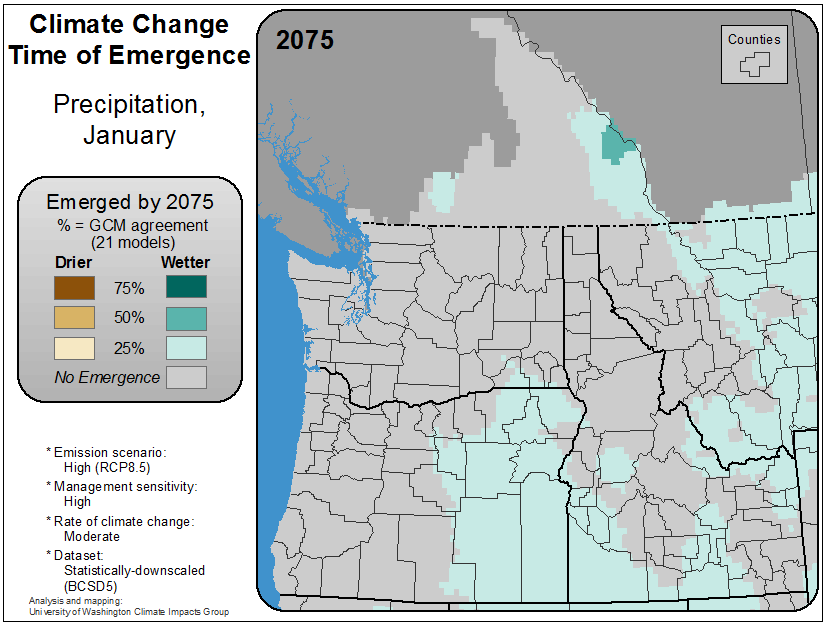 Climate Change
Time of Emergence
Precipitation,
January
Emerged by 2075
% = GCM agreement
(21 models)
Drier Wetter
75%
50%
25%
No Emergence
* Emission scenario:
High (RCP8.5)
* Management sensitivity:
High
* Rate of climate change:
Moderate
* Dataset:
Statistically-downscaled
(BCSD5)
Analysis and mapping:
University of Washington Climate Impacts Group
2075
Counties